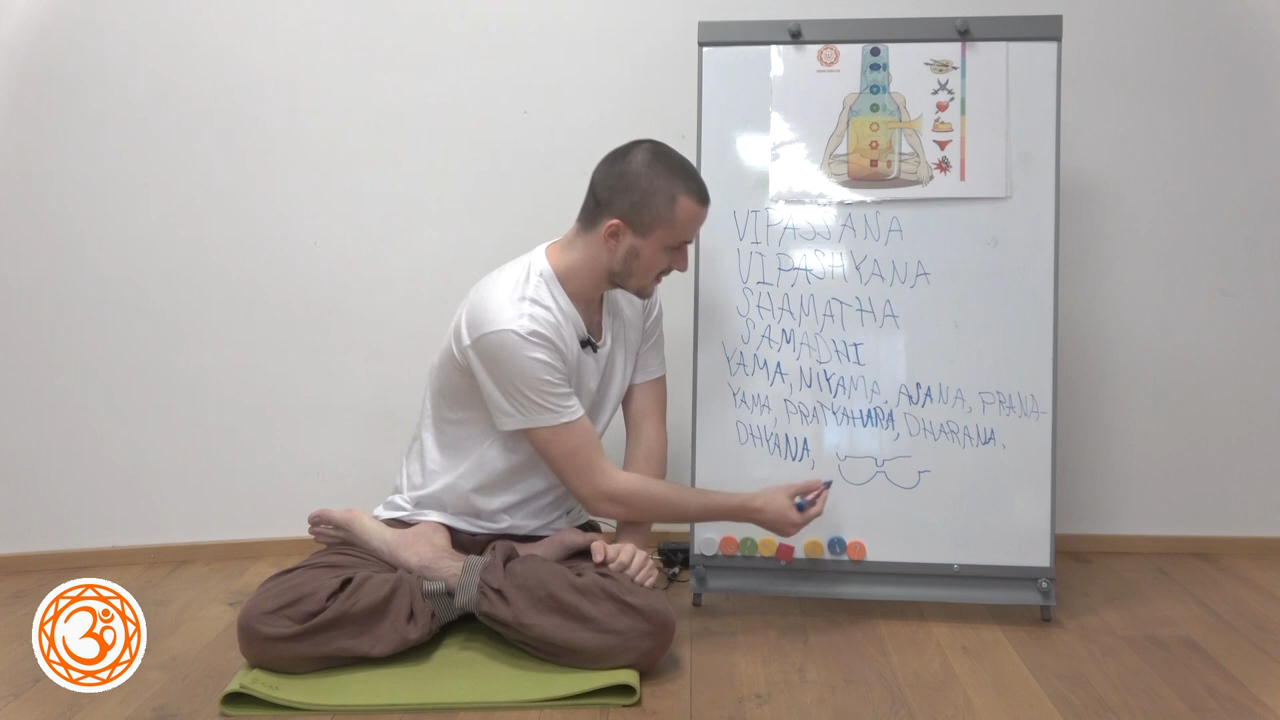 VIPASSANA
VIPASHYANA
SHAMATHA
SAMADHI
YAMA, NIYAMA, ASANA, PRANA-
YAMA, PRATYAHARA, DHARANA,
DHYANA,
ॐ